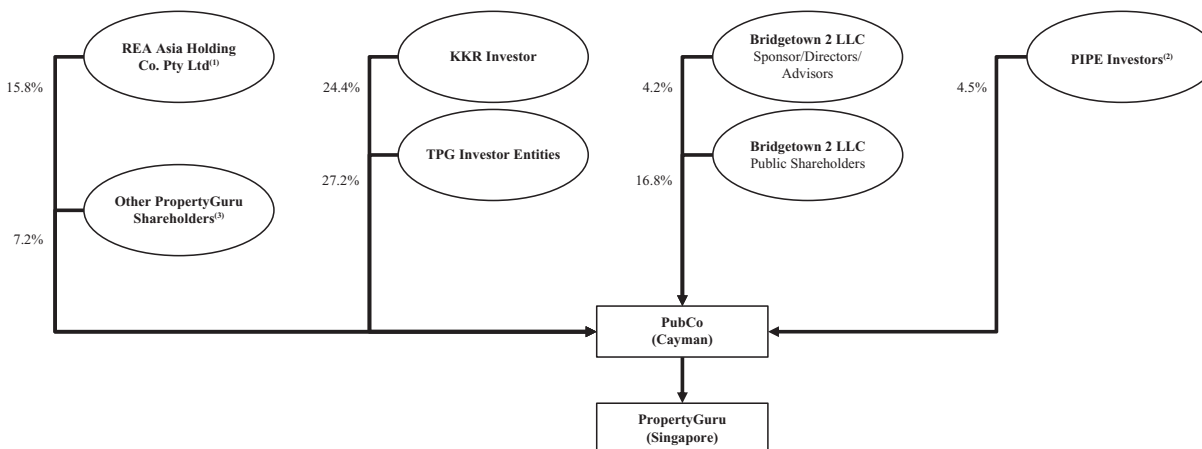 REA Asia Holding
Co. Pty Ltd(1)
15.8%
Other PropertyGuru
Shareholders(3)
7.2%
KKR Investor
24.4%
TPG Investor Entities
27.2%
Bridgetown 2 LLC
Sponsor/Directors/
Advisors
4.2%
Bridgetown 2 LLC
Public Shareholders
16.8%
PIPE Investors(2)
4.5%
PubCo
(Cayman)
PropertyGuru
(Singapore)